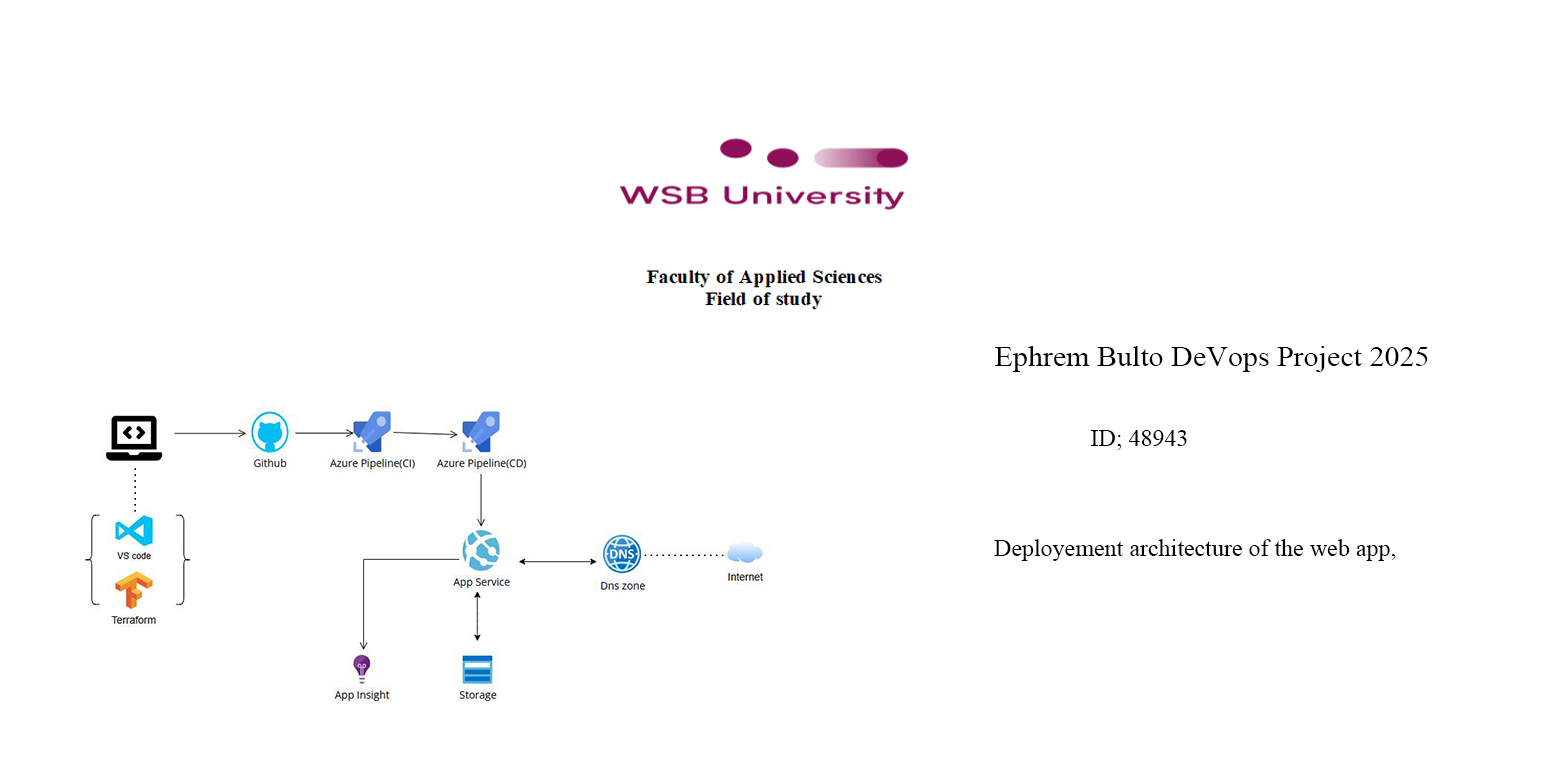 WSB University
Faculty of Applied Sciences
Field of study
Ephrem Bulto DeVops Project 2025
ID; 48943
Deployement architecture of the web app,
Github
Azure Pipeline(CI)
Azure Pipeline(CD)
VS code
Terraform
App Service
DNS
Dns zone
Internet
App Insight
Storage